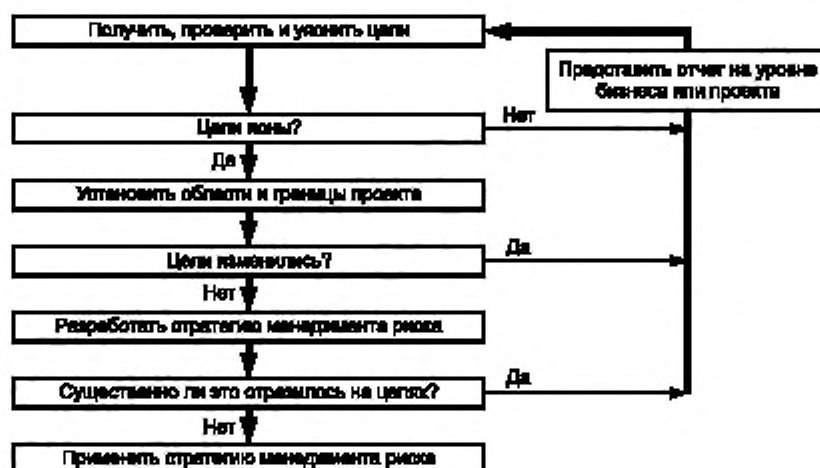 Получить, проверить и уяснить цели
Представить отчет на уровне
бизнеса или проекта
Цели ясны?
Нет
Да
Установить области и границы проекта
Цели изменились?
Да
Нет
Разработать стратегию менеджмента риска
Существенно ли это отразилось на целях?
Да
Нет
Применить стратегию менеджмента риска